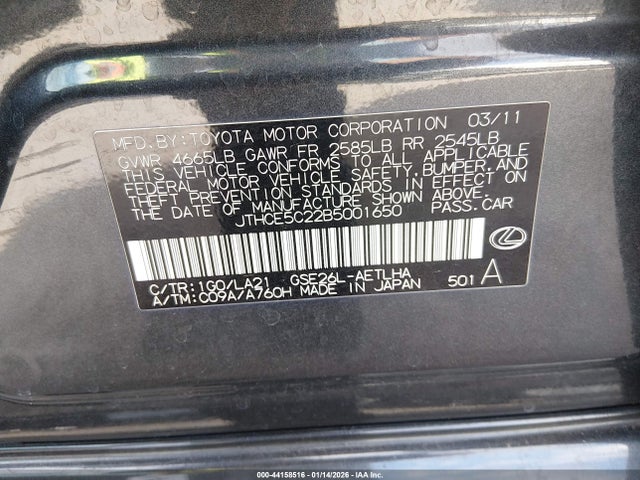 MFD.BY:TOYOTA MOTOR CORPORATION 03/11
GVWR 4665LB GAWR FR 2585LB RR 2545LB
THIS VEHICLE CONFORMS TO ALL APPLICABLE
FEDERAL MOTOR VEHICLE SAFETY,BUMPER,AND
THEFT PREVENTION STANDARDS IN EFFECT ON
THE DATE OF MANUFACTURE SHOWN ABOVE.
JTHCE5C22B5001650 PASS.CAR
C/TR:1G0/LA21 GSE26L-AETLHA
A/TM:C09A/A760H MADE IN JAPAN 501A
000-44158516 - 01/14/2026 - IAA Inc.